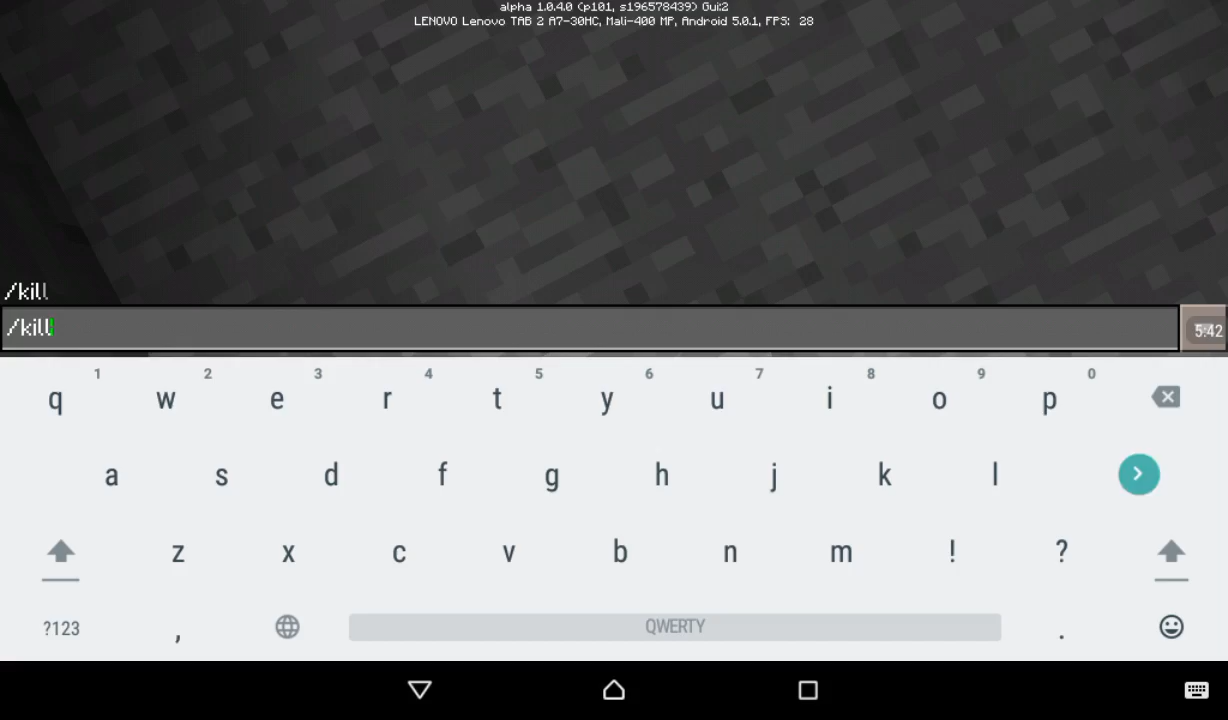 alpha 1.0.4.0 (p101, s196578439) Gui:2
LENOVO Lenovo TAB 2 A7-30HC, Mali-400 MP, Android 5.0.1, FPS: 28
/kill
/kill
5:42
1 2 3 4 5 6 7 8 9 0
q w e r t y u i o p
a s d f g h j k l
z x c v b n m ! ?
?123 , QWERTY .